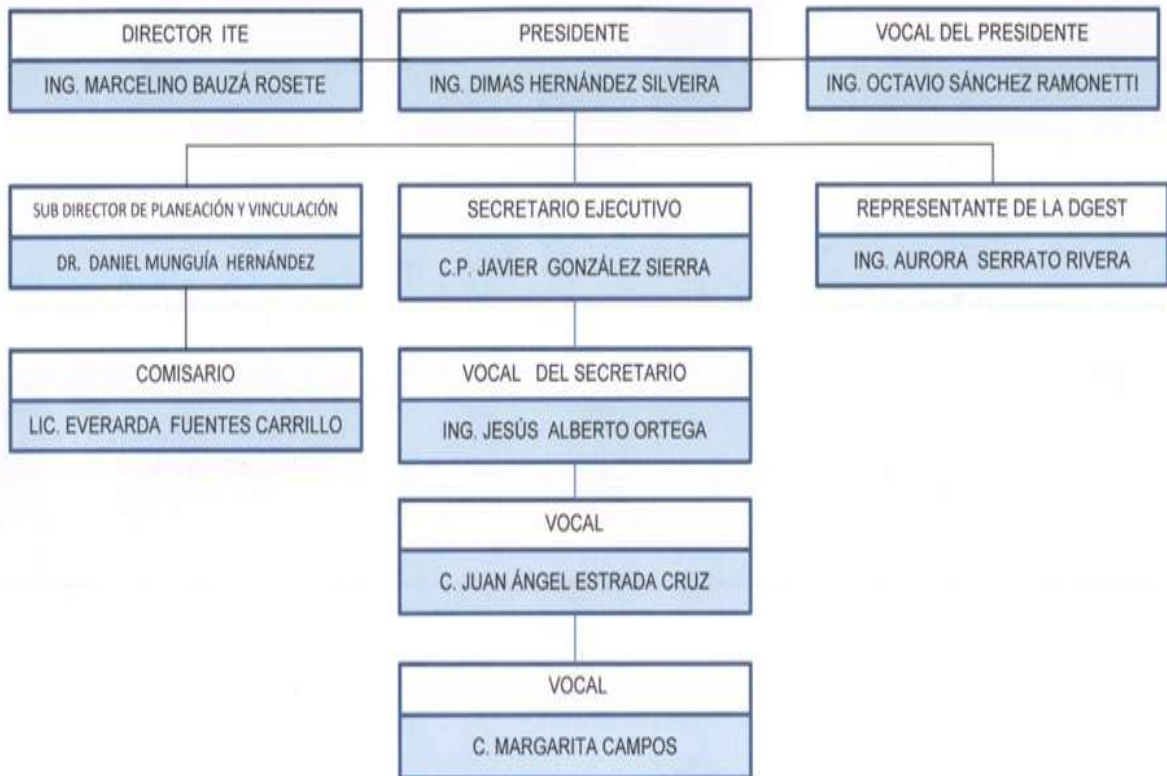 DIRECTOR ITE
ING. MARCELINO BAUZÁ ROSETE
PRESIDENTE
ING. DIMAS HERNÁNDEZ SILVEIRA
VOCAL DEL PRESIDENTE
ING. OCTAVIO SÁNCHEZ RAMONETTI
SUB DIRECTOR DE PLANEACIÓN Y VINCULACIÓN
DR. DANIEL MUNGUÍA HERNÁNDEZ
SECRETARIO EJECUTIVO
C.P. JAVIER GONZÁLEZ SIERRA
REPRESENTANTE DE LA DGEST
ING. AURORA SERRATO RIVERA
COMISARIO
LIC. EVERARDA FUENTES CARRILLO
VOCAL DEL SECRETARIO
ING. JESÚS ALBERTO ORTEGA
VOCAL
C. JUAN ÁNGEL ESTRADA CRUZ
VOCAL
C. MARGARITA CAMPOS